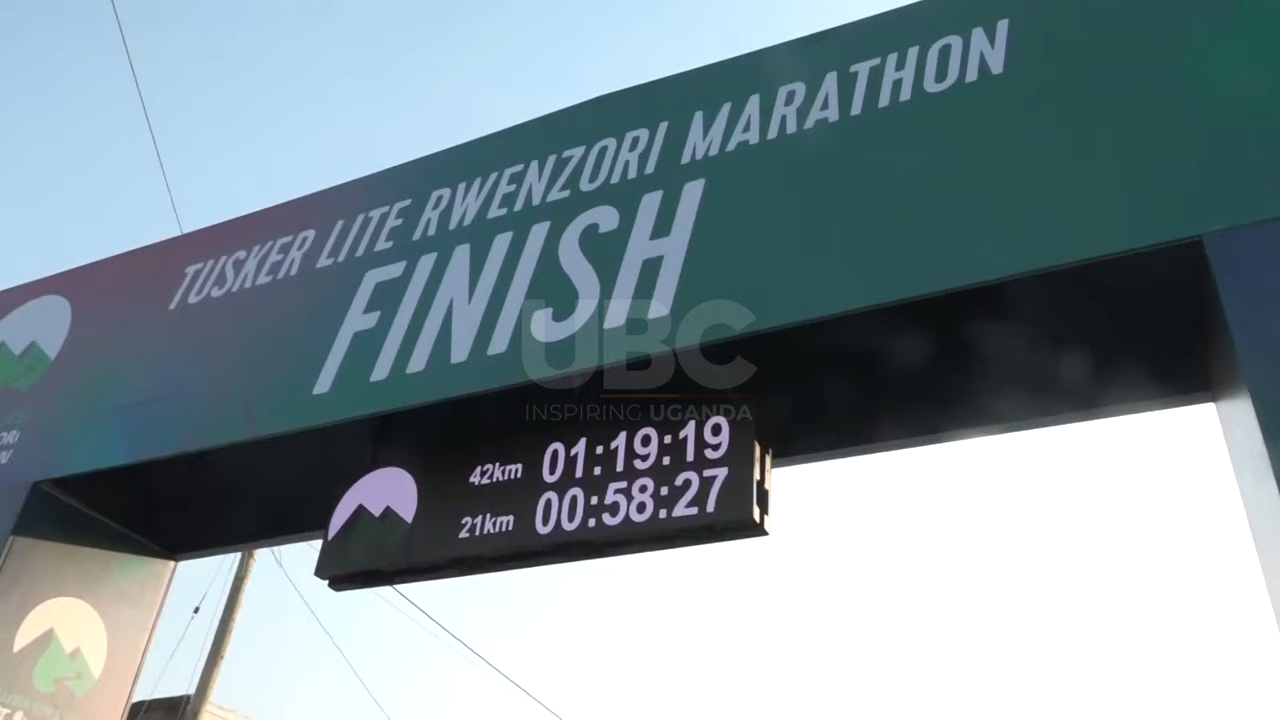 TUSKER LITE RWENZORI MARATHON
FINISH
UBC
INSPIRING UGANDA
42km 01:19:19
21km 00:58:27